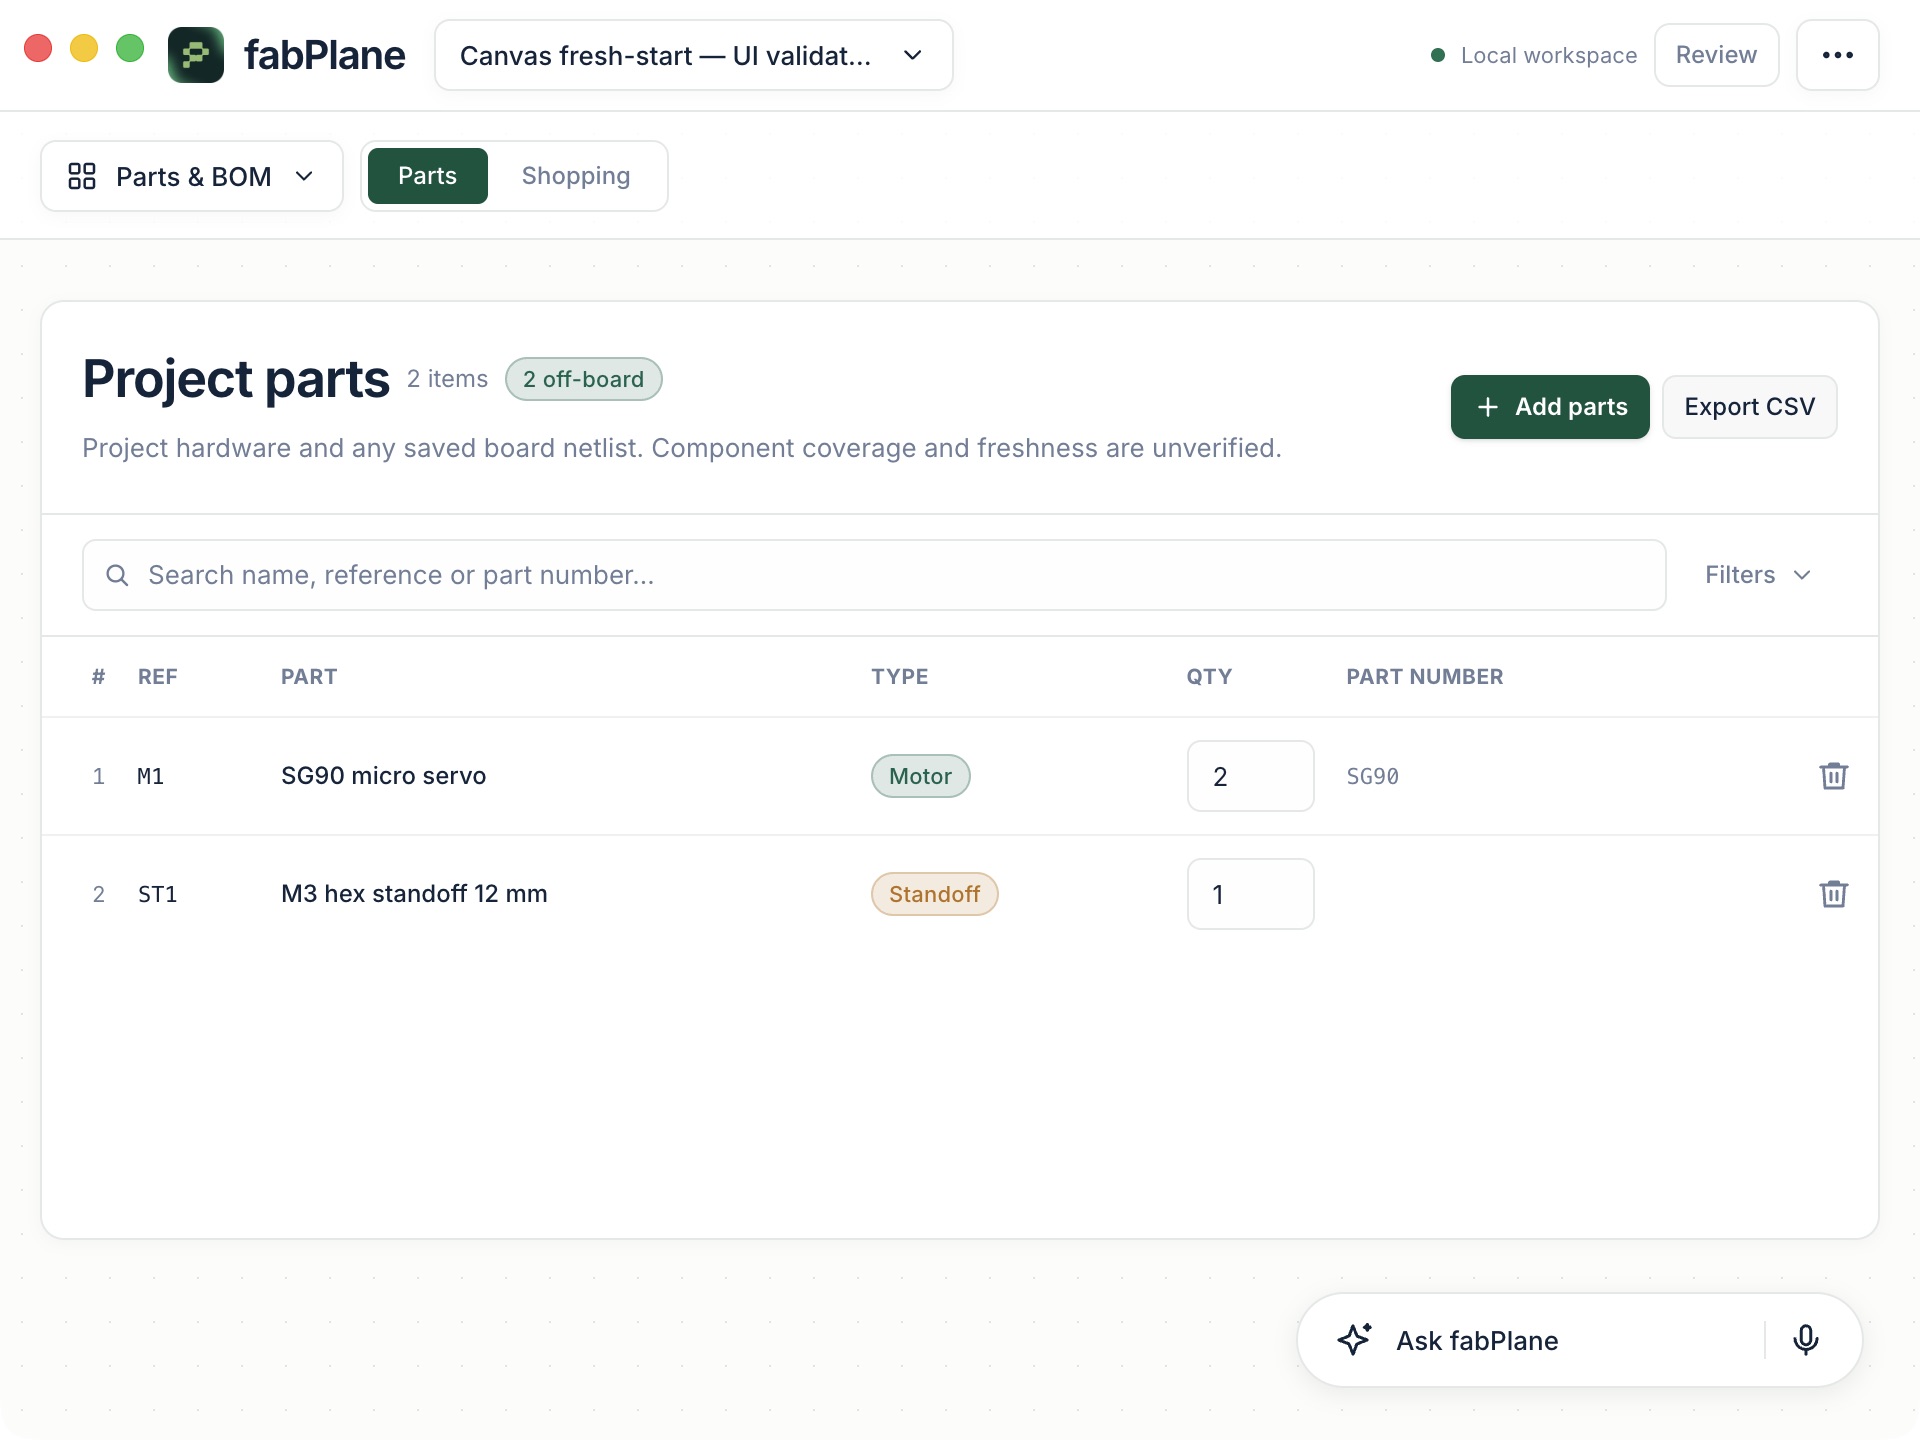 fabPlane
Canvas fresh-start — UI validat...
Local workspace
Review
Parts & BOM
Parts
Shopping
Project parts
2 items
2 off-board
Project hardware and any saved board netlist. Component coverage and freshness are unverified.
Add parts
Export CSV
Search name, reference or part number...
Filters
# REF PART TYPE QTY PART NUMBER
1 M1 SG90 micro servo Motor 2 SG90
2 ST1 M3 hex standoff 12 mm Standoff 1
Ask fabPlane